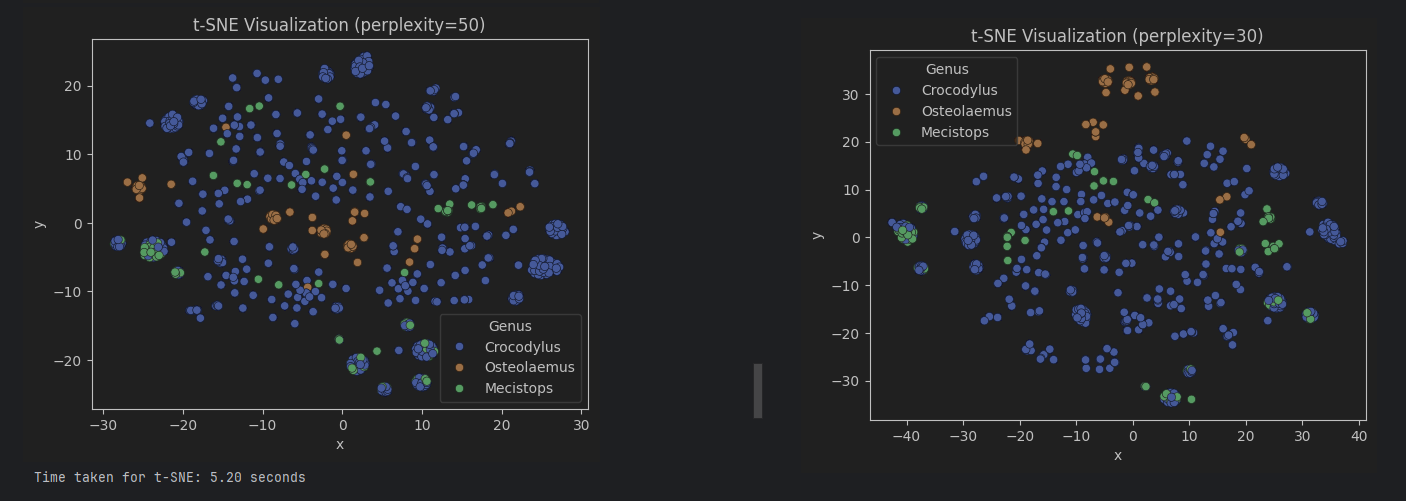 t-SNE Visualization (perplexity=50)
y
20
10
0
−10
−20
−30
−20
−10
0
10
20
30
x
Genus
Crocodylus
Osteolaemus
Mecistops
Time taken for t-SNE: 5.20 seconds
t-SNE Visualization (perplexity=30)
Genus
Crocodylus
Osteolaemus
Mecistops
y
30
20
10
0
−10
−20
−30
−40
−30
−20
−10
0
10
20
30
40
x